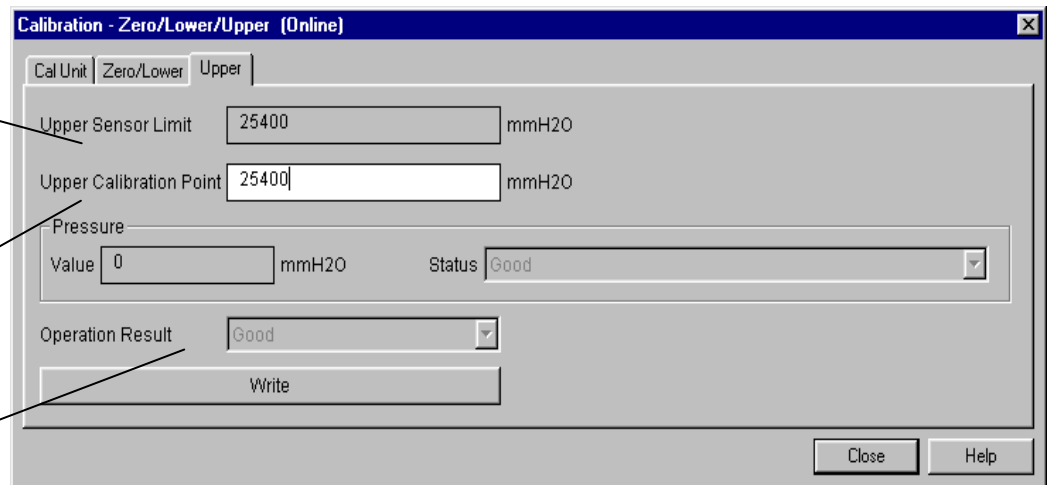 Calibration - Zero/Lower/Upper (Online)
Cal Unit Zero/Lower Upper
Upper Sensor Limit 25400 mmH2O
Upper Calibration Point 25400 mmH2O
Pressure
Value 0 mmH2O Status Good
Operation Result Good
Write
Close Help